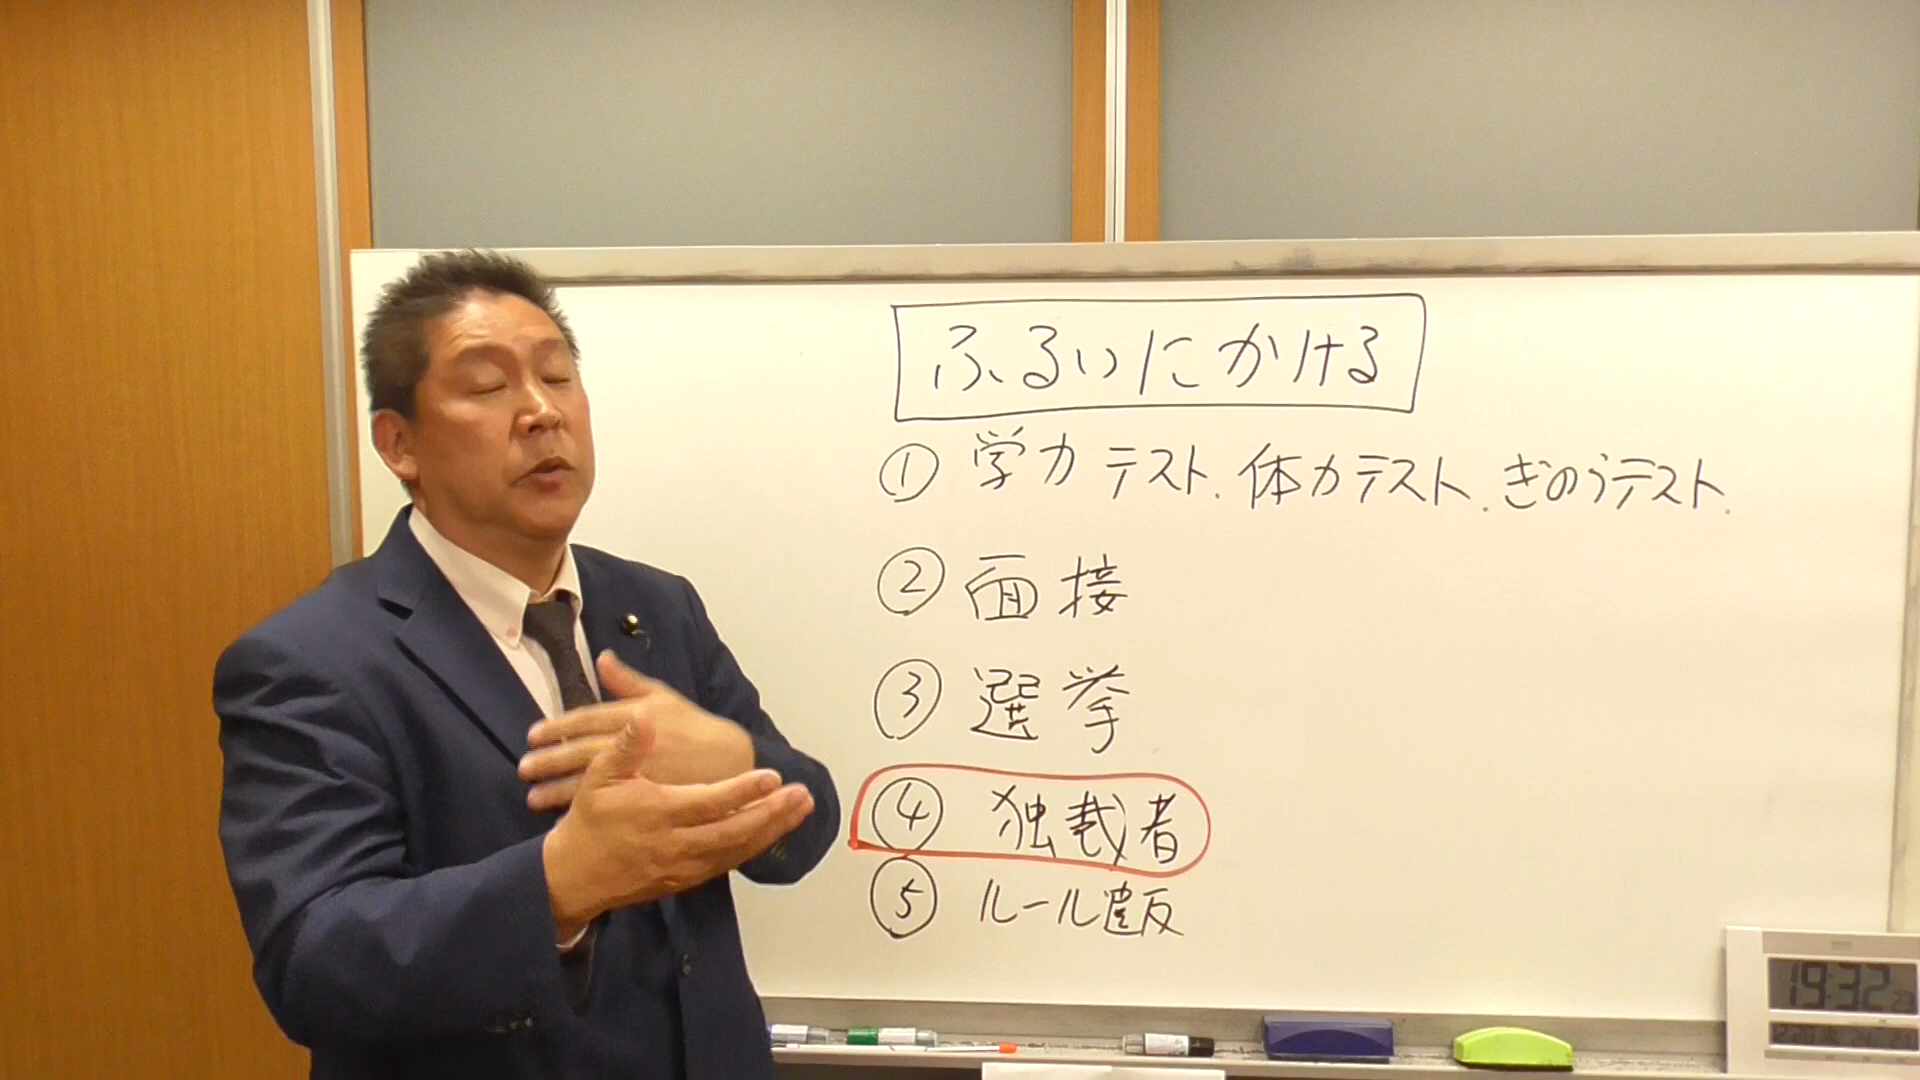 ふるいにかける
① 学力テスト. 体力テスト. ぎのうテスト.
② 面接
③ 選挙
④ 独裁者
⑤ ルール違反
19:32